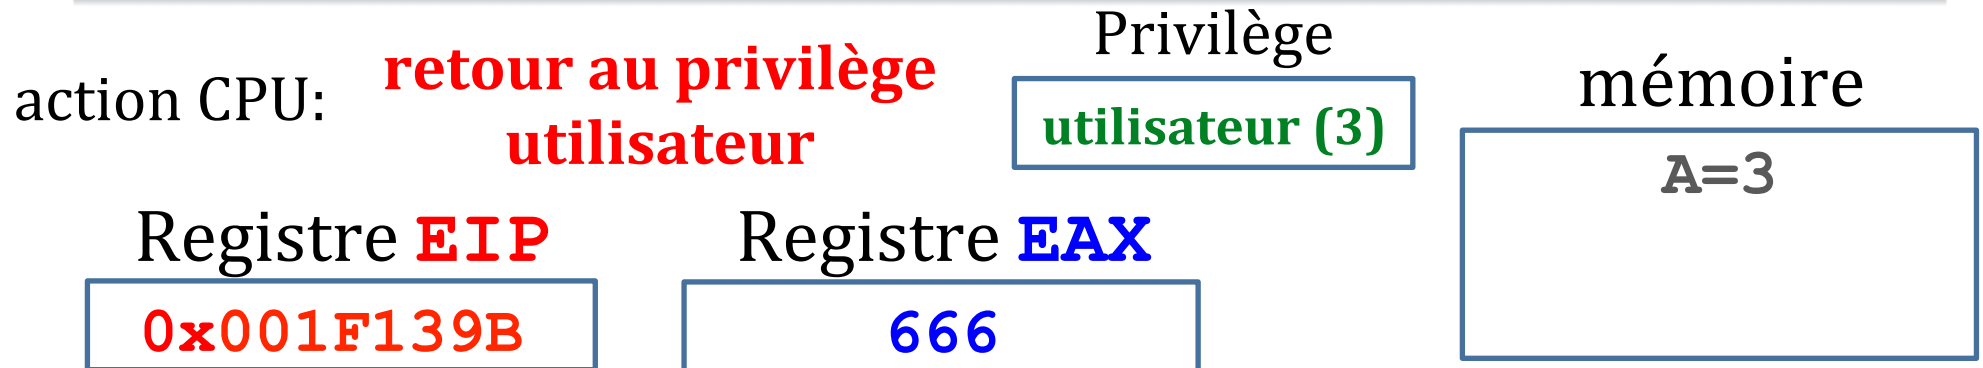 Privilège
action CPU: retour au privilège
utilisateur
utilisateur (3)
mémoire
A=3
Registre EIP
0x001F139B
Registre EAX
666